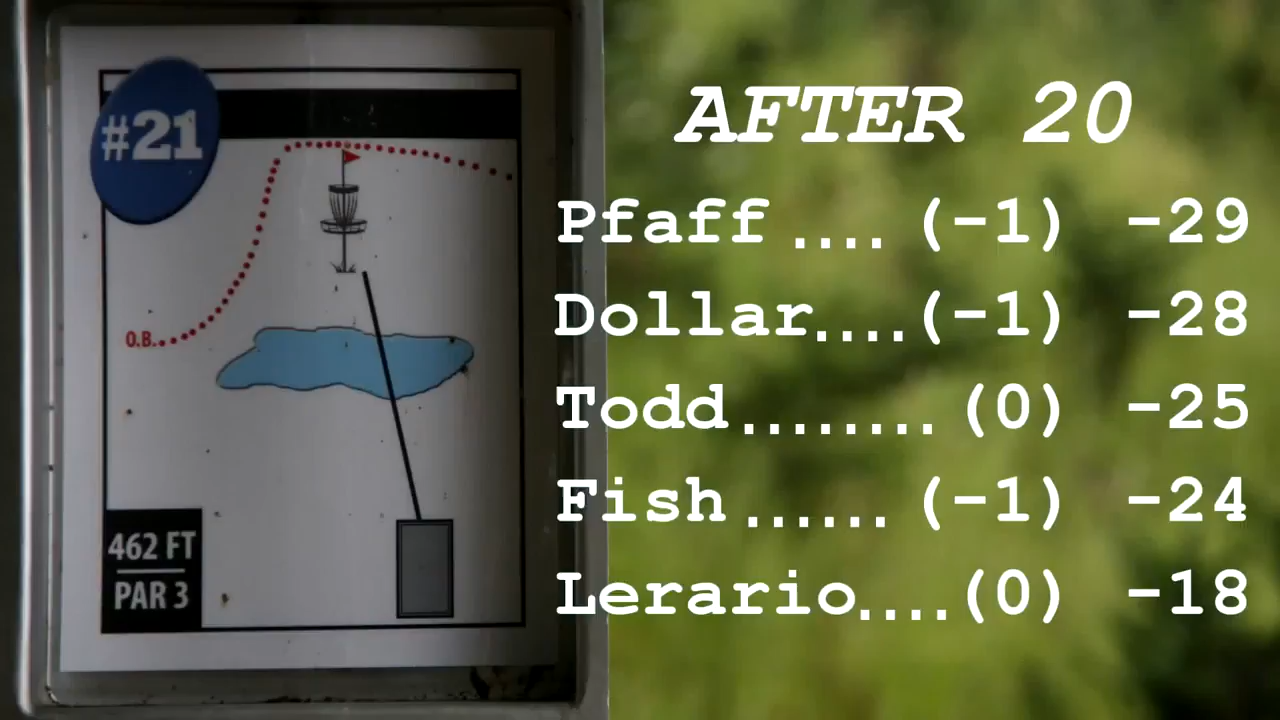 #21
O.B.
462 FT
PAR 3
AFTER 20
Pfaff .... (-1) -29
Dollar....(-1) -28
Todd........ (0) -25
Fish ...... (-1) -24
Lerario....(0) -18